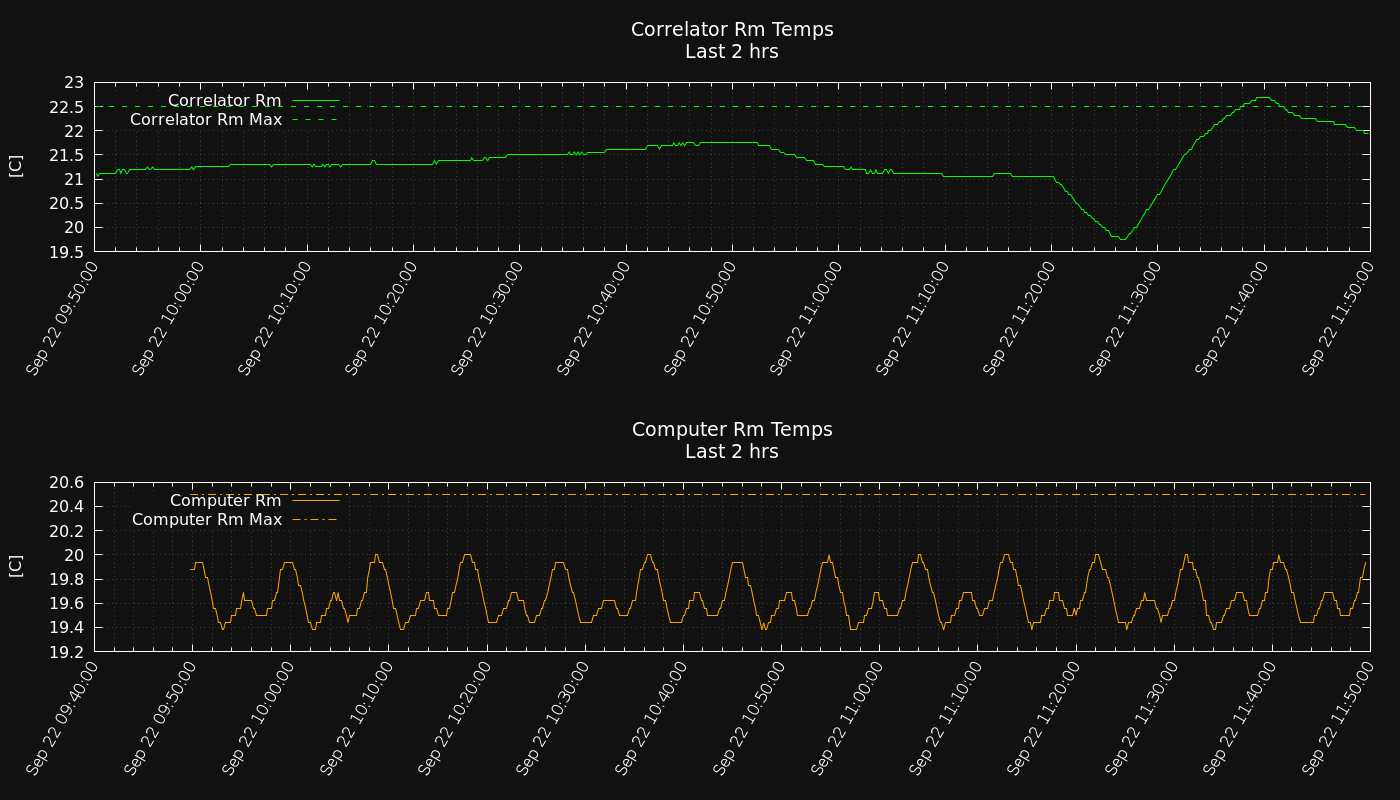 Correlator Rm Temps
Last 2 hrs
23
22.5
22
21.5
21
20.5
20
19.5
[C]
Correlator Rm
Correlator Rm Max
Sep 22 09:50:00
Sep 22 10:00:00
Sep 22 10:10:00
Sep 22 10:20:00
Sep 22 10:30:00
Sep 22 10:40:00
Sep 22 10:50:00
Sep 22 11:00:00
Sep 22 11:10:00
Sep 22 11:20:00
Sep 22 11:30:00
Sep 22 11:40:00
Sep 22 11:50:00
Computer Rm Temps
Last 2 hrs
20.6
20.4
20.2
20
19.8
19.6
19.4
19.2
[C]
Computer Rm
Computer Rm Max
Sep 22 09:40:00
Sep 22 09:50:00
Sep 22 10:00:00
Sep 22 10:10:00
Sep 22 10:20:00
Sep 22 10:30:00
Sep 22 10:40:00
Sep 22 10:50:00
Sep 22 11:00:00
Sep 22 11:10:00
Sep 22 11:20:00
Sep 22 11:30:00
Sep 22 11:40:00
Sep 22 11:50:00